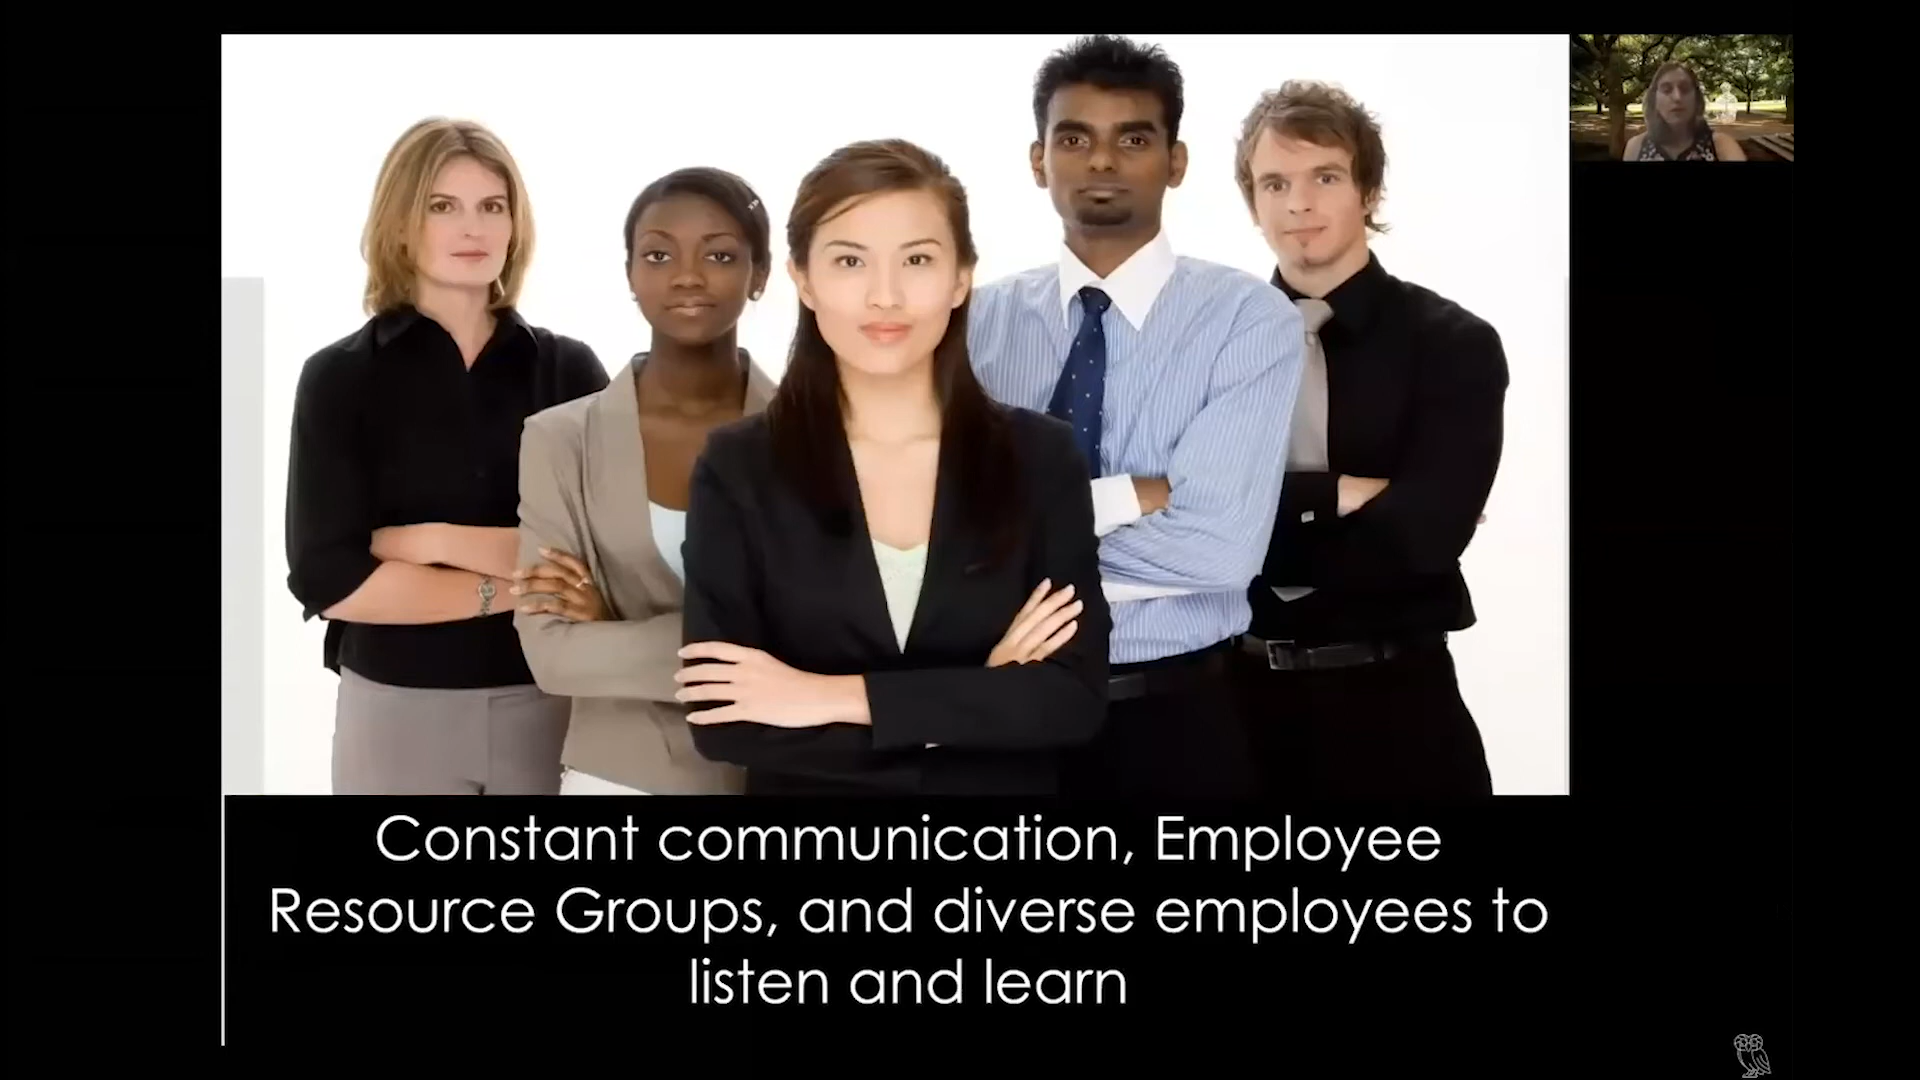 Constant communication, Employee
Resource Groups, and diverse employees to
listen and learn